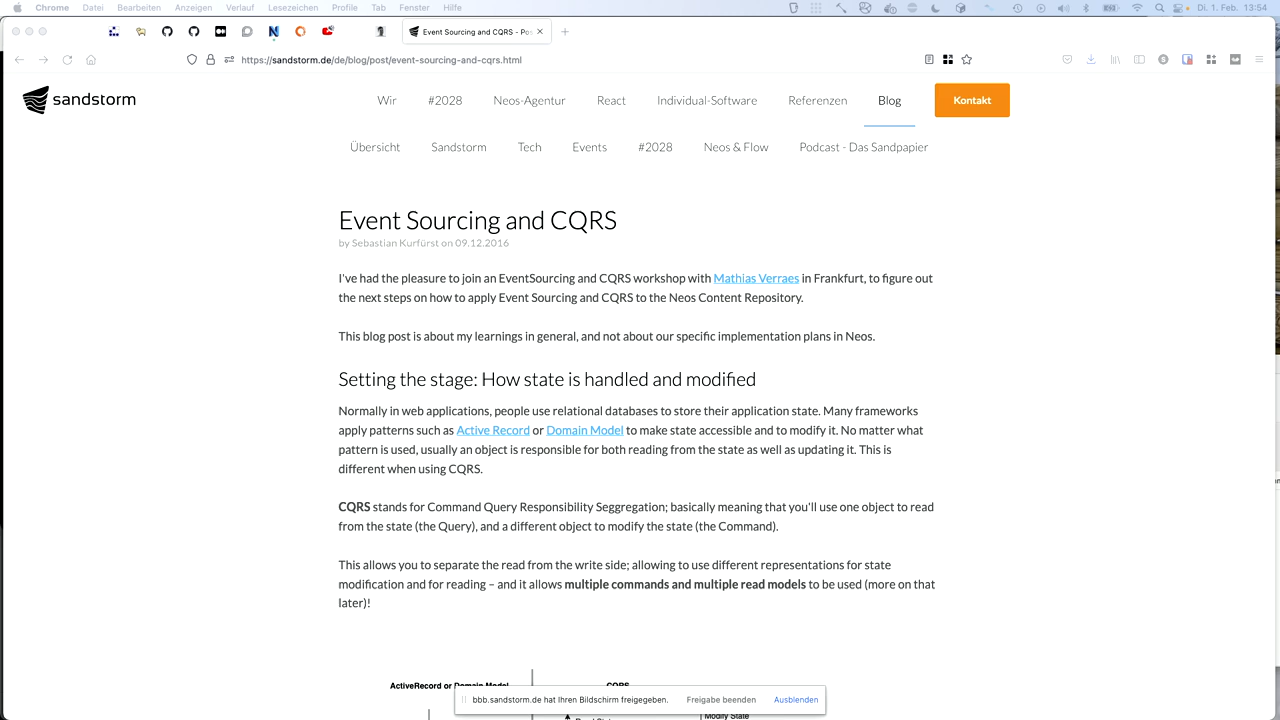 Chrome Ablage Bearbeiten Anzeigen Verlauf Lesezeichen Profile Tab Fenster Hilfe
Di. 1. Feb. 13:54
Event Sourcing and CQRS - Po
https://sandstorm.de/de/blog/post/event-sourcing-and-cqrs.html
sandstorm
Wir #2028 Neos-Agentur React Individual-Software Referenzen Blog Kontakt
Übersicht Sandstorm Tech Events #2028 Neos & Flow Podcast - Das Sandpapier
Event Sourcing and CQRS
by Sebastian Kurfürst on 09.12.2016
I've had the pleasure to join an EventSourcing and CQRS workshop with Mathias Verraes in Frankfurt, to figure out
the next steps on how to apply Event Sourcing and CQRS to the Neos Content Repository.
This blog post is about my learnings in general, and not about our specific implementation plans in Neos.
Setting the stage: How state is handled and modified
Normally in web applications, people use relational databases to store their application state. Many frameworks
apply patterns such as Active Record or Domain Model to make state accessible and to modify it. No matter what
pattern is used, usually an object is responsible for both reading from the state as well as updating it. This is
different when using CQRS.
CQRS stands for Command Query Responsibility Seggregation; basically meaning that you'll use one object to read
from the state (the Query), and a different object to modify the state (the Command).
This allows you to separate the read from the write side; allowing to use different representations for state
modification and for reading – and it allows multiple commands and multiple read models to be used (more on that
later)!
ActiveRecord or Domain Model CQRS
bbb.sandstorm.de hat Ihren Bildschirm freigegeben. Freigabe beenden Ausblenden
Modify State